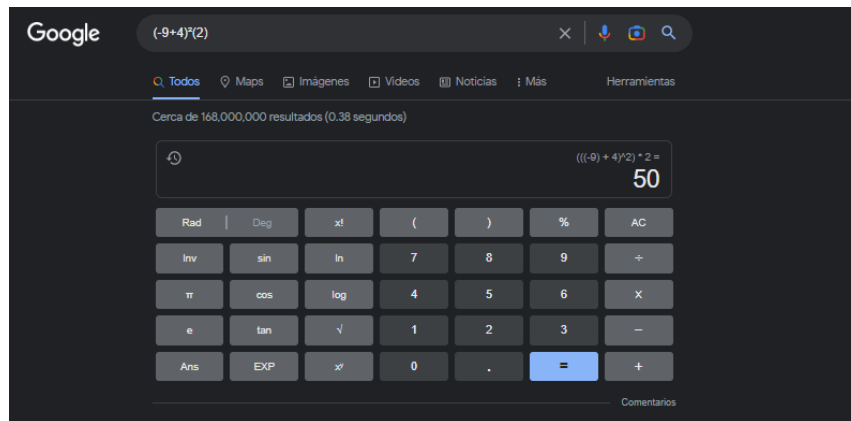 Google (-9+4)²(2)
Todos Maps Imágenes Videos Noticias Más Herramientas
Cerca de 168,000,000 resultados (0.38 segundos)
(((-9) + 4)^2) * 2 =
50
Rad | Deg x! ( ) % AC
Inv sin ln 7 8 9 ÷
π cos log 4 5 6 X
e tan √ 1 2 3 −
Ans EXP xʸ 0 . = +
Comentarios